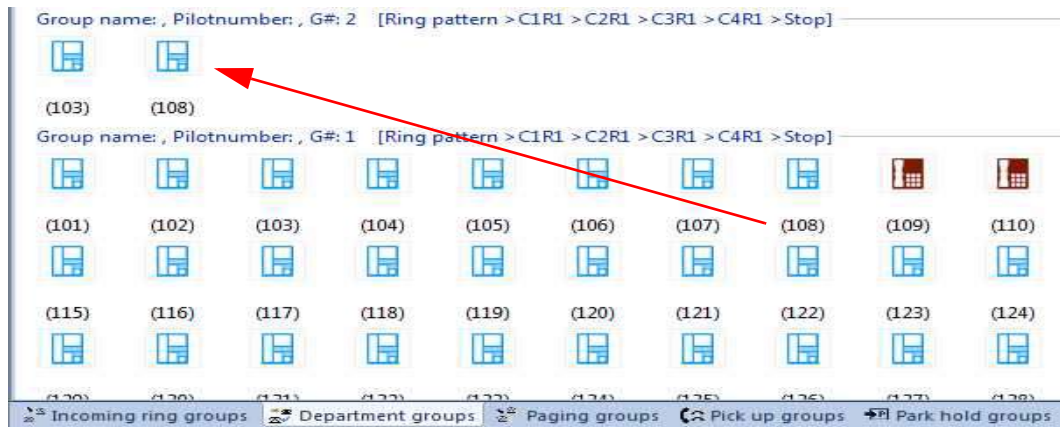 Group name: , Pilotnumber: , G#: 2 [Ring pattern >C1R1 >C2R1 >C3R1 >C4R1 >Stop]
(103) (108)
Group name: , Pilotnumber: , G#: 1 [Ring pattern >C1R1 >C2R1 >C3R1 >C4R1 >Stop]
(101) (102) (103) (104) (105) (106) (107) (108) (109) (110)
(115) (116) (117) (118) (119) (120) (121) (122) (123) (124)
Incoming ring groups Department groups Paging groups Pick up groups Park hold groups